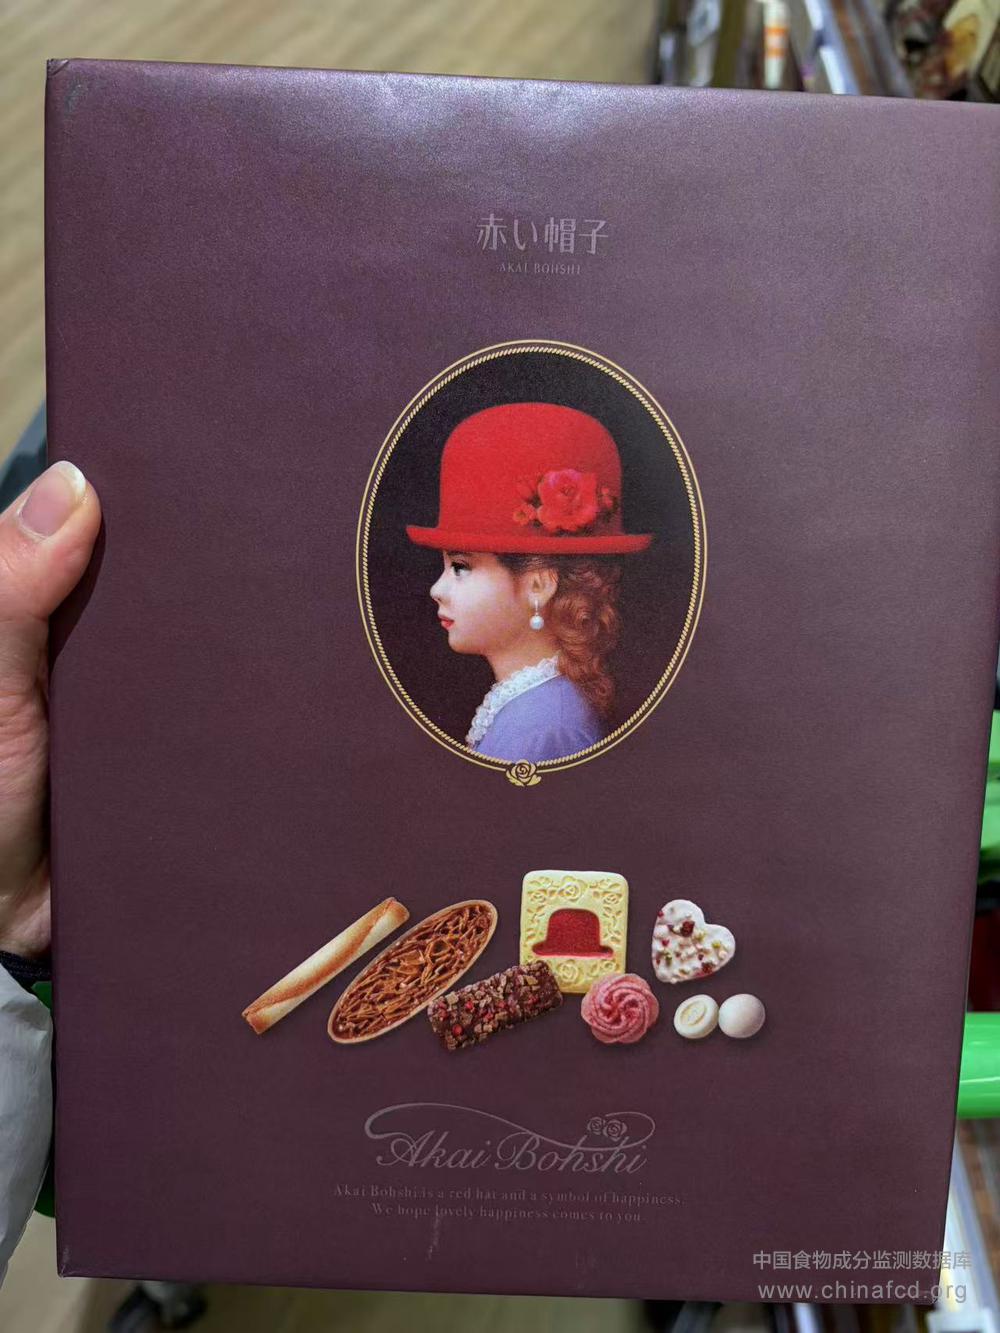 赤い帽子
AKAI BOHSHI
Akai Bohshi
Akai Bohshi is a red hat and a symbol of happiness.
We hope lovely happiness comes to you.
中国食物成分监测数据库
www.chinafcd.org